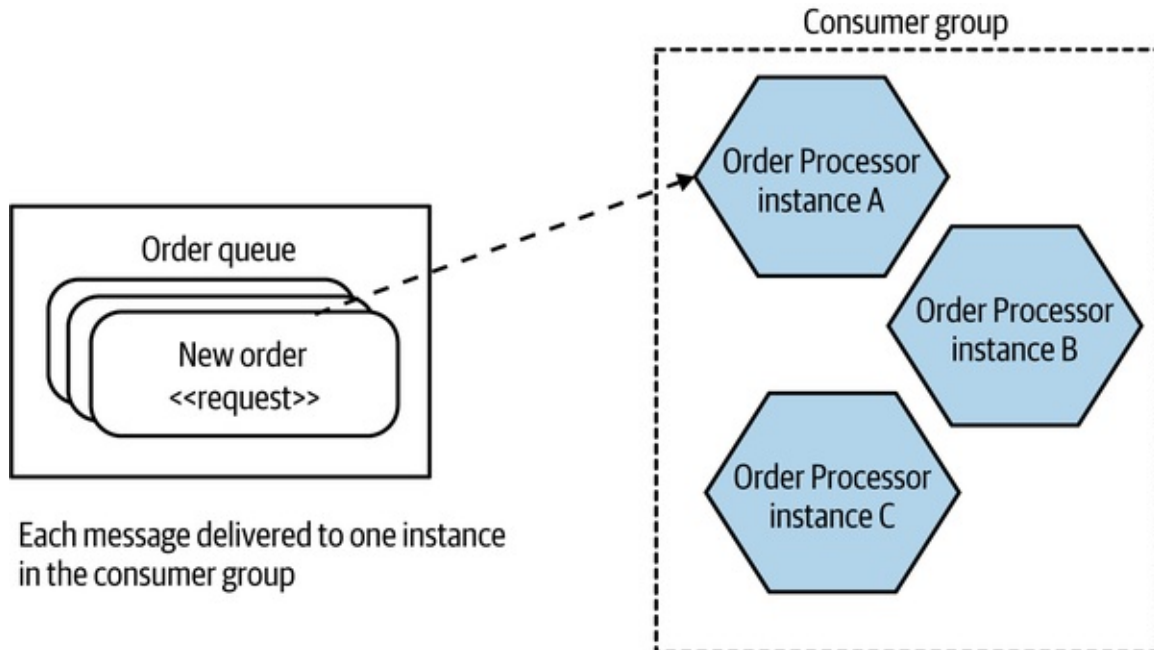 Consumer group
Order Processor
instance A
Order queue
New order
<<request>>
Order Processor
instance B
Order Processor
instance C
Each message delivered to one instance
in the consumer group